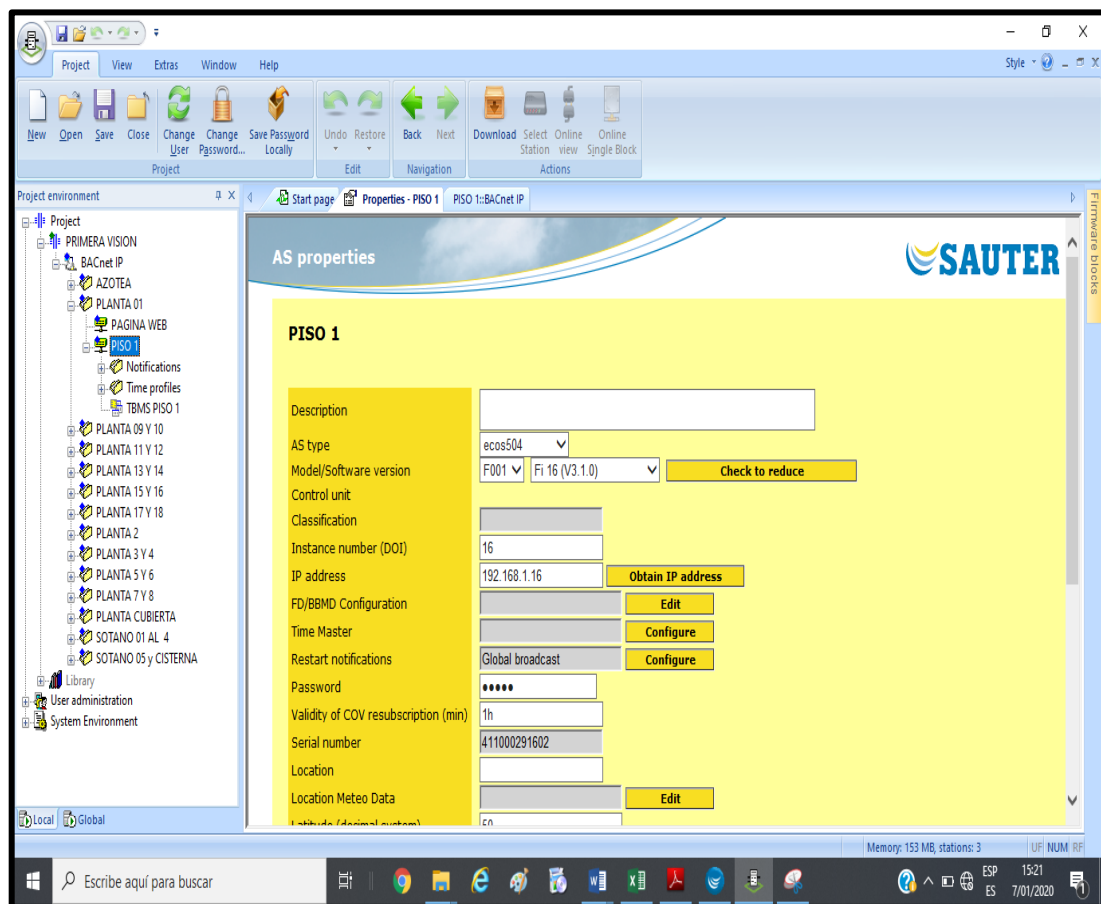 Project View Extras Window Help
Style
New Open Save Close Change User Change Password... Save Password Locally Undo Restore Back Next Download Select Station Online view Online Single Block
Project Edit Navigation Actions
Project environment
Start page Properties - PISO 1 PISO 1::BACnet IP
Project
PRIMERA VISION
BACnet IP
AZOTEA
PLANTA 01
PAGINA WEB
PISO 1
Notifications
Time profiles
TBMS PISO 1
PLANTA 09 Y 10
PLANTA 11 Y 12
PLANTA 13 Y 14
PLANTA 15 Y 16
PLANTA 17 Y 18
PLANTA 2
PLANTA 3 Y 4
PLANTA 5 Y 6
PLANTA 7 Y 8
PLANTA CUBIERTA
SOTANO 01 AL 4
SOTANO 05 y CISTERNA
Library
User administration
System Environment
Local Global
AS properties
SAUTER
PISO 1
Description
AS type ecos504
Model/Software version F001 Fi 16 (V3.1.0) Check to reduce
Control unit
Classification
Instance number (DOI) 16
IP address 192.168.1.16 Obtain IP address
FD/BBMD Configuration Edit
Time Master Configure
Restart notifications Global broadcast Configure
Password •••••
Validity of COV resubscription (min) 1h
Serial number 411000291602
Location
Location Meteo Data Edit
Latitude (decimal system) 50
Firmware blocks
Memory: 153 MB, stations: 3 UF NUM RF
Escribe aquí para buscar
ESP
ES
15:21
7/01/2020
1